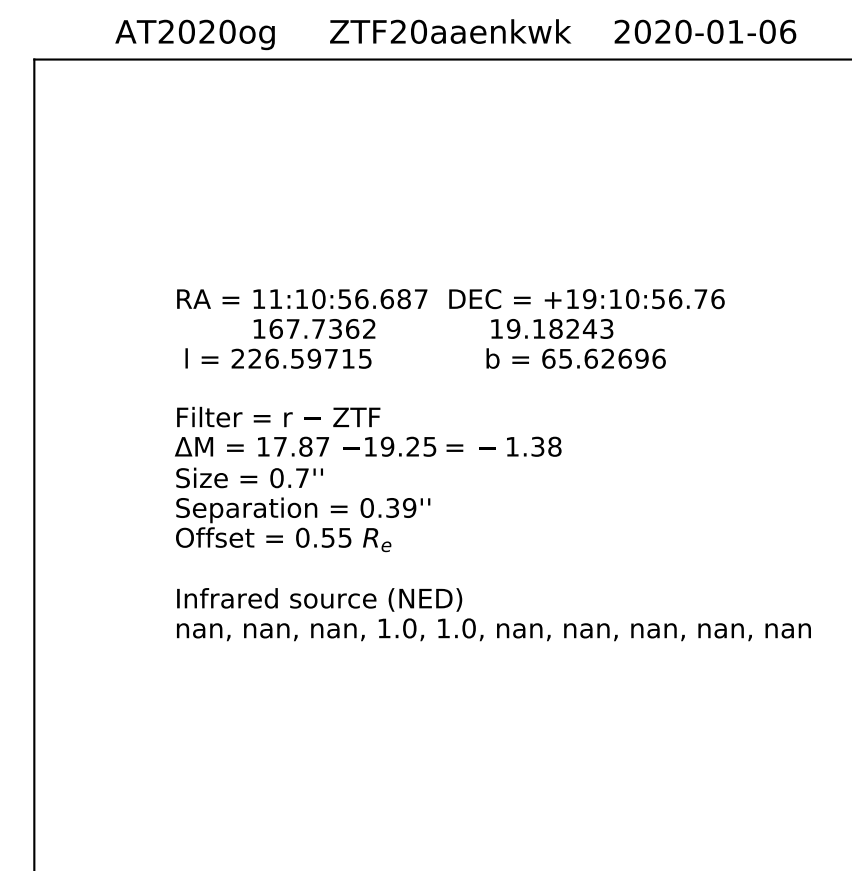 AT2020og ZTF20aaenkwk 2020-01-06
RA = 11:10:56.687 DEC = +19:10:56.76
167.7362 19.18243
l = 226.59715 b = 65.62696
Filter = r − ZTF
ΔM = 17.87 −19.25 = − 1.38
Size = 0.7''
Separation = 0.39''
Offset = 0.55 Rₑ
Infrared source (NED)
nan, nan, nan, 1.0, 1.0, nan, nan, nan, nan, nan